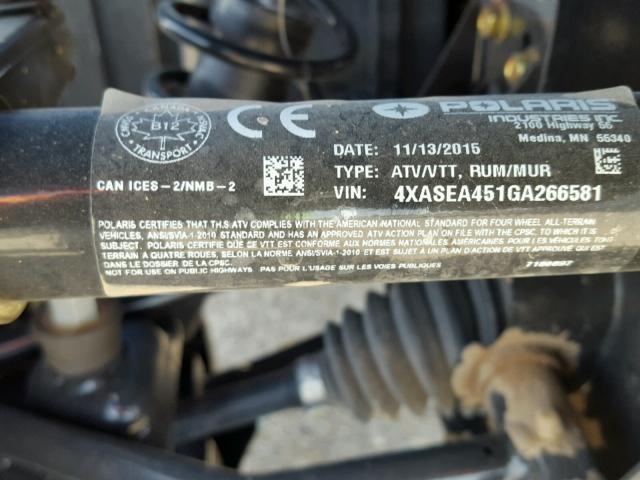 CANADA
B12
TRANSPORT
CE
POLARIS
INDUSTRIES INC
2100 Highway 55
Medina, MN 55340
DATE: 11/13/2015
CAN ICES-2/NMB-2
TYPE: ATV/VTT, RUM/MUR
VIN: 4XASEA451GA266581
POLARIS CERTIFIES THAT THIS ATV COMPLIES WITH THE AMERICAN NATIONAL STANDARD FOR FOUR WHEEL ALL-TERRAIN
VEHICLES, ANSI/SVIA-1-2010 STANDARD AND IS SUBJECT TO AN ATV ACTION PLAN ON FILE WITH THE CPSC. WHICH IT IS
SUBJECT. POLARIS CERTIFIE QUE CE VTT EST CONFORME AUX NORMES NATIONALES AMÉRICAINES POUR VÉHICULES TOUT-
TERRAIN A QUATRE ROUES, SELON LA NORME ANSI/SVIA-1-2010 ET EST SUJET À UN PLAN D'ACTION DE VTT APPROUVÉ
DANS LE DOSSIER DE LA CPSC.
NOT FOR USE ON PUBLIC HIGHWAYS PAS POUR L'USAGE SUR LES VOIES PUBLIQUES